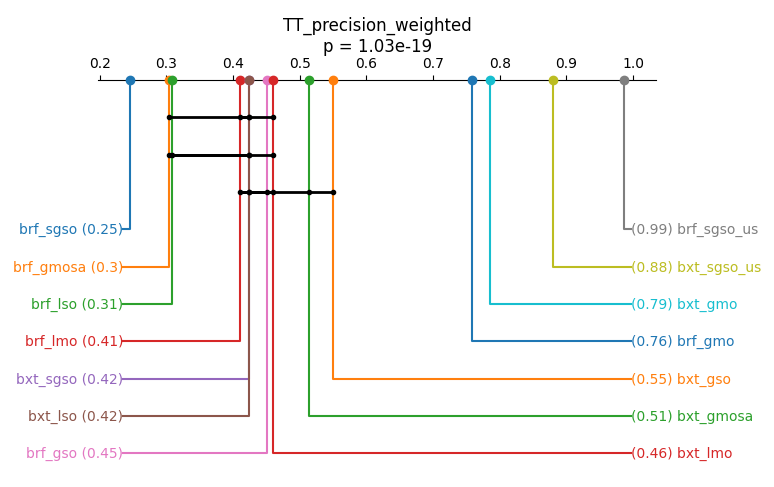 TT_precision_weighted
p = 1.03e-19
0.2 0.3 0.4 0.5 0.6 0.7 0.8 0.9 1.0
brf_sgso (0.25) (0.99) brf_sgso_us
brf_gmosa (0.3) (0.88) bxt_sgso_us
brf_lso (0.31) (0.79) bxt_gmo
brf_lmo (0.41) (0.76) brf_gmo
bxt_sgso (0.42) (0.55) bxt_gso
bxt_lso (0.42) (0.51) bxt_gmosa
brf_gso (0.45) (0.46) bxt_lmo